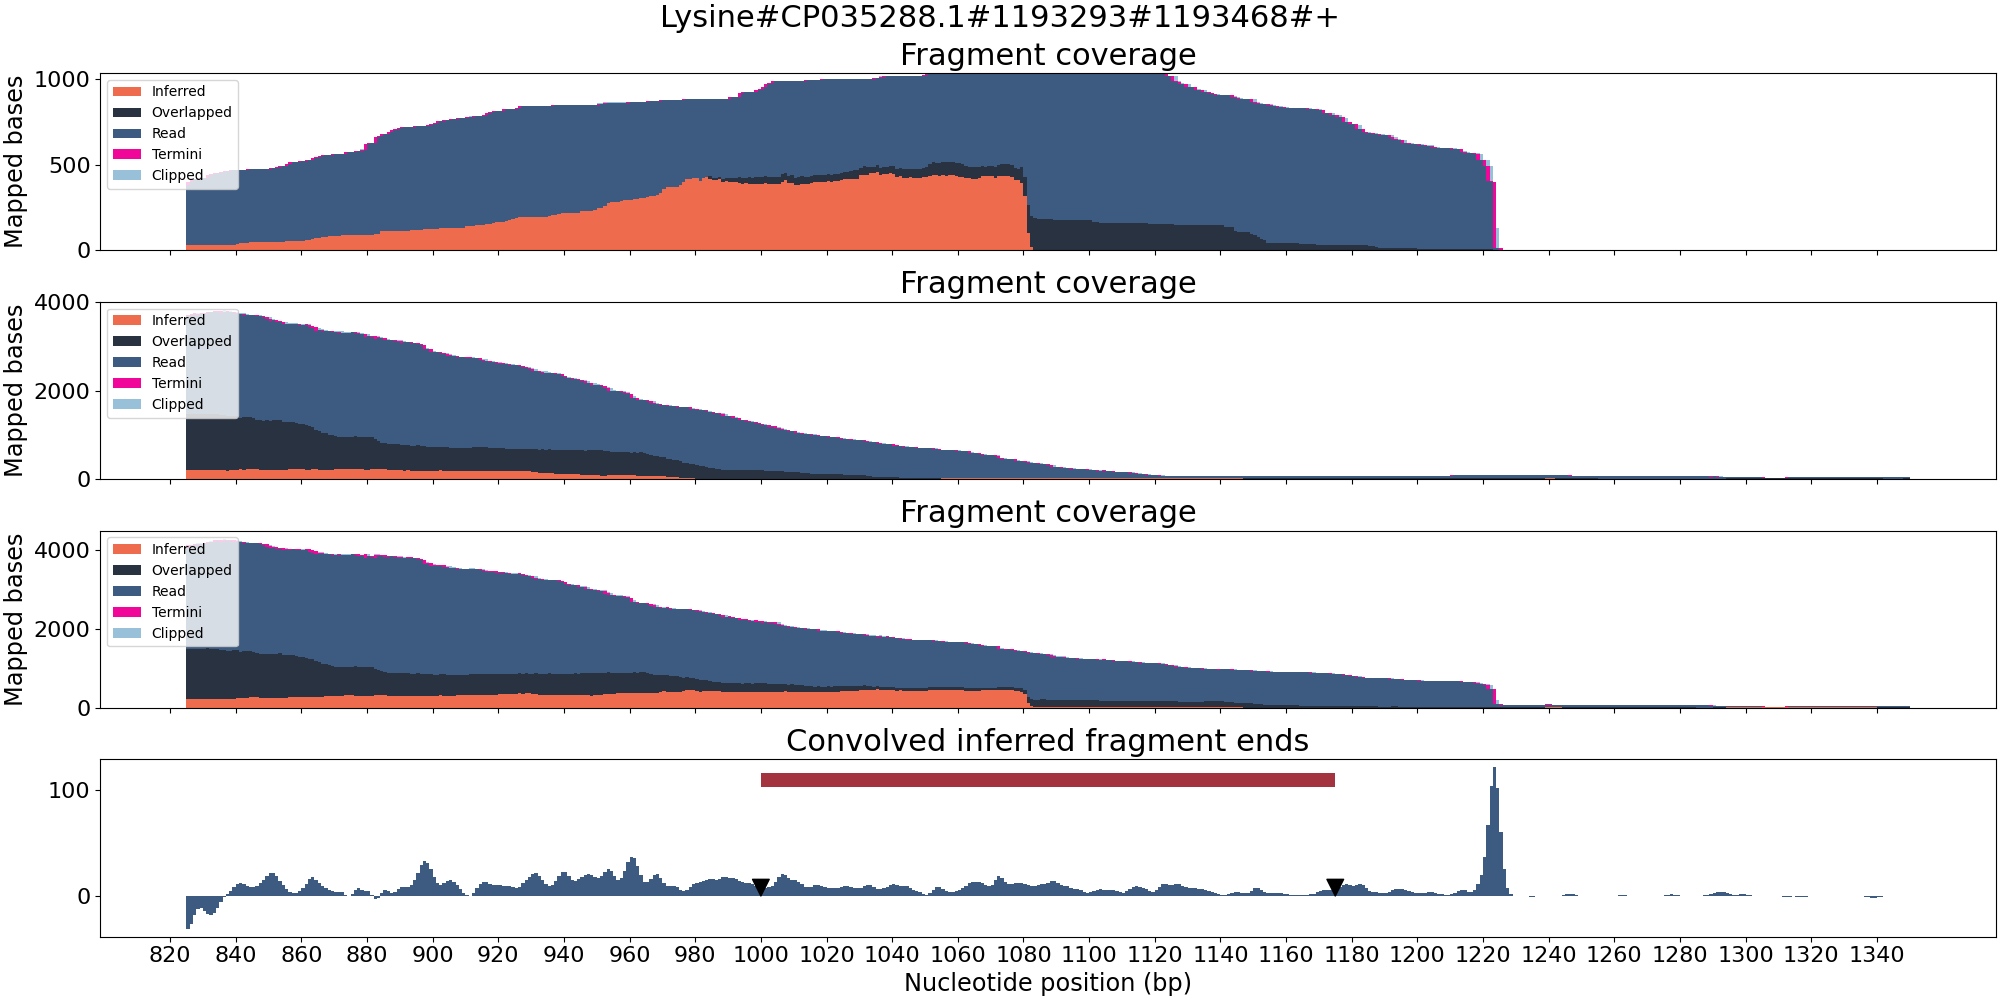 Lysine#CP035288.1#1193293#1193468#+
Fragment coverage
Mapped bases
1000
500
0
Inferred
Overlapped
Read
Termini
Clipped
Fragment coverage
Mapped bases
4000
2000
0
Inferred
Overlapped
Read
Termini
Clipped
Fragment coverage
Mapped bases
4000
2000
0
Inferred
Overlapped
Read
Termini
Clipped
Convolved inferred fragment ends
100
0
820 840 860 880 900 920 940 960 980 1000 1020 1040 1060 1080 1100 1120 1140 1160 1180 1200 1220 1240 1260 1280 1300 1320 1340
Nucleotide position (bp)